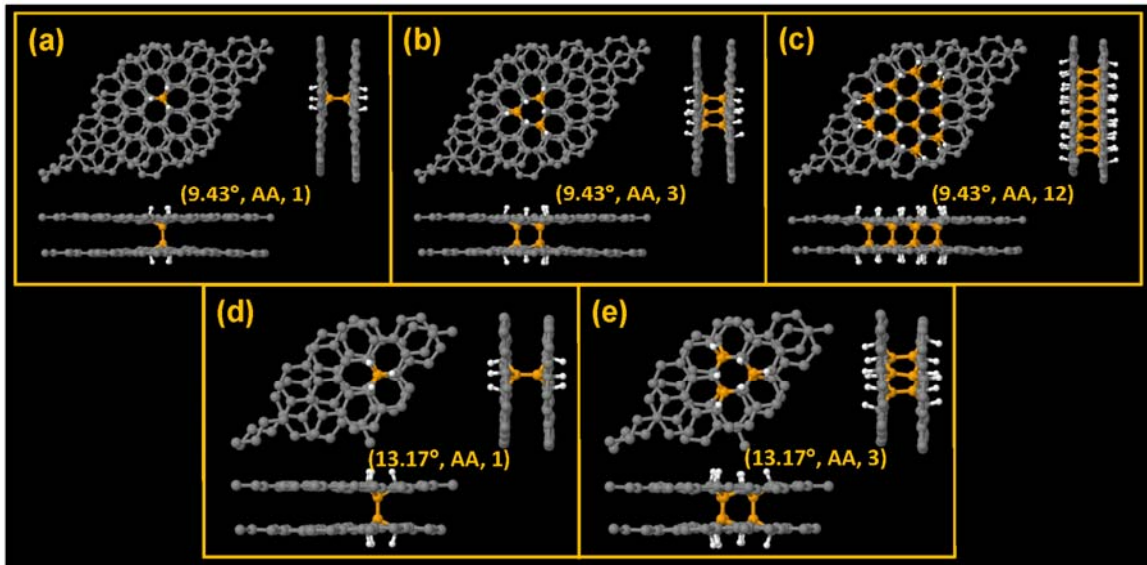 (a)
(9.43°, AA, 1)
(b)
(9.43°, AA, 3)
(c)
(9.43°, AA, 12)
(d)
(13.17°, AA, 1)
(e)
(13.17°, AA, 3)